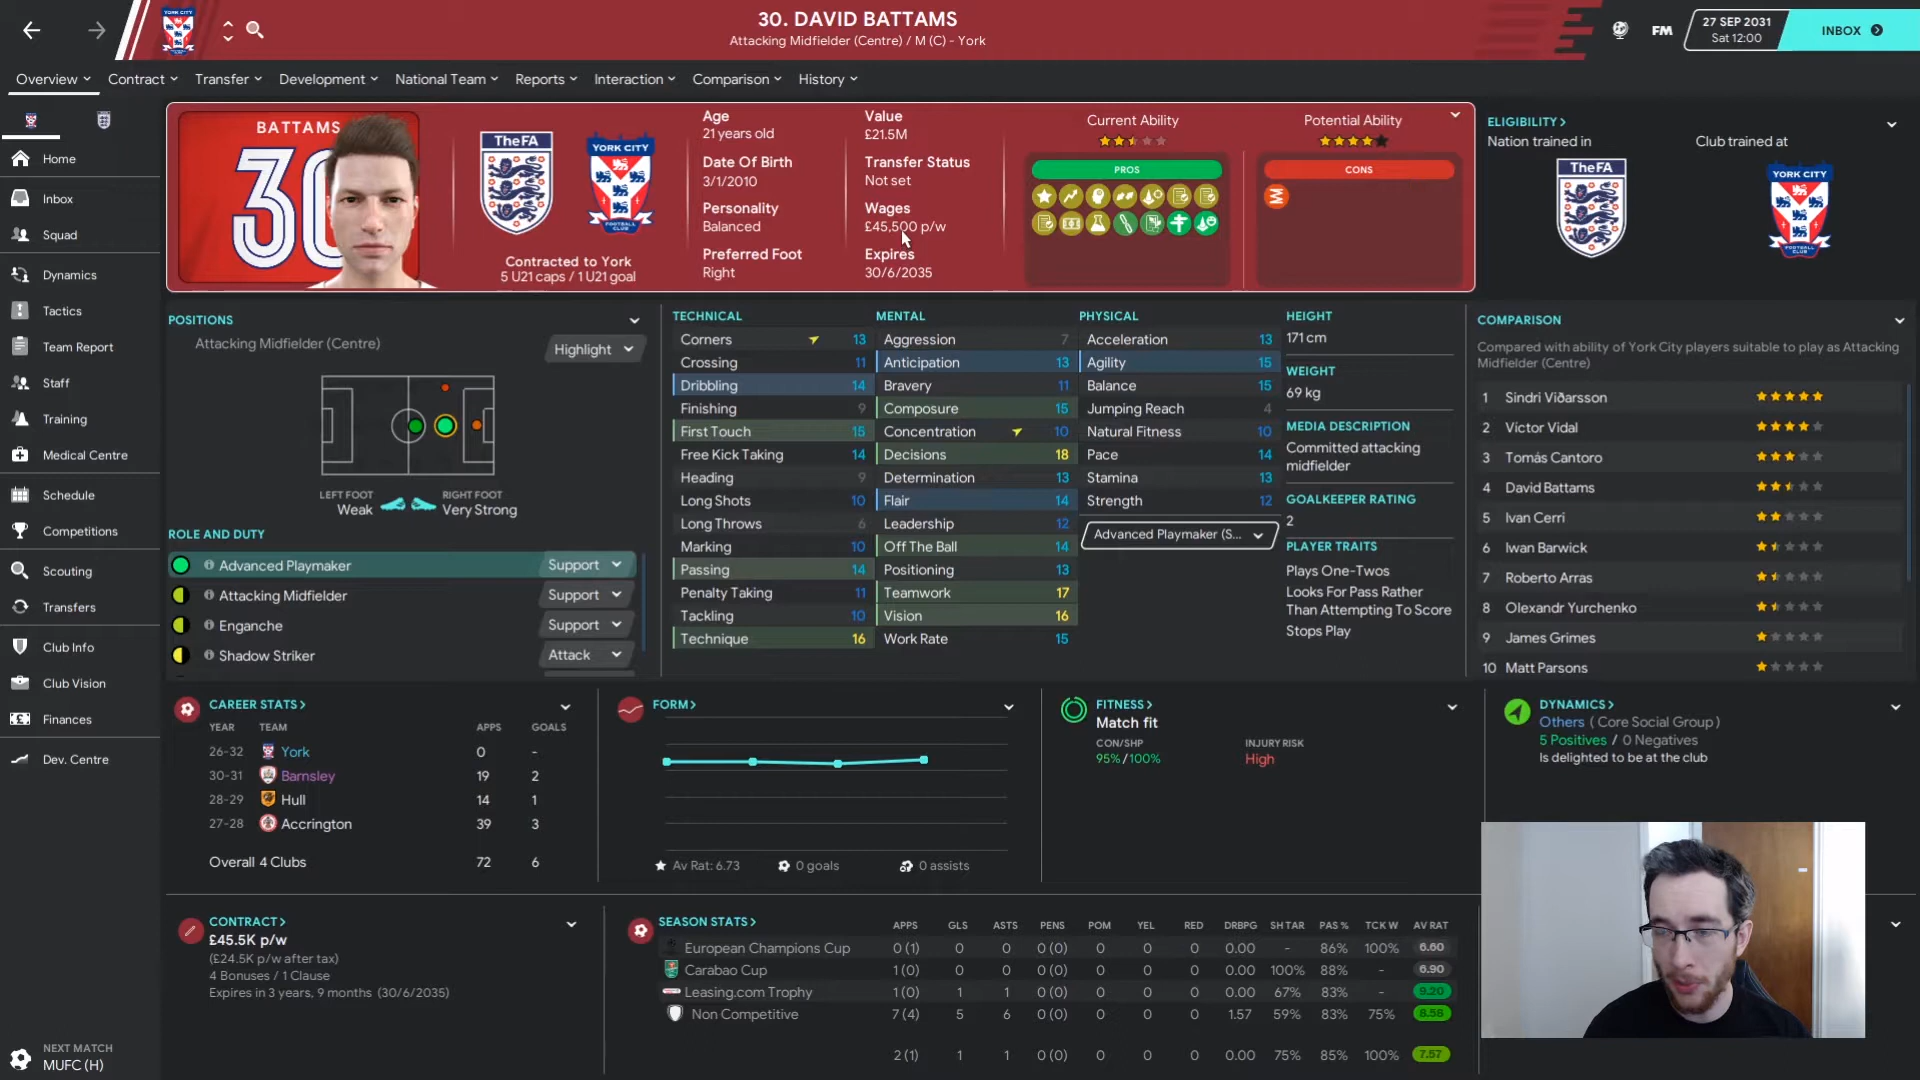 30. DAVID BATTAMS
Attacking Midfielder (Centre) / M (C) - York
YORK CITY
FM
27 SEP 2031
Sat 12:00
INBOX
Overview
Contract
Transfer
Development
National Team
Reports
Interaction
Comparison
History
Home
Inbox
Squad
Dynamics
Tactics
Team Report
Staff
Training
Medical Centre
Schedule
Competitions
Scouting
Transfers
Club Info
Club Vision
Finances
Dev. Centre
NEXT MATCH
MUFC (H)
BATTAMS
30
TheFA
YORK CITY
FOOTBALL CLUB
Contracted to York
5 U21 caps / 1 U21 goal
Age
21 years old
Date Of Birth
3/1/2010
Personality
Balanced
Preferred Foot
Right
Value
£21.5M
Transfer Status
Not set
Wages
£45,500 p/w
Expires
30/6/2035
Current Ability
PROS
Potential Ability
CONS
ELIGIBILITY >
Nation trained in
Club trained at
TheFA
YORK CITY
POSITIONS
Attacking Midfielder (Centre)
Highlight
LEFT FOOT
Weak
RIGHT FOOT
Very Strong
ROLE AND DUTY
Advanced Playmaker Support
Attacking Midfielder Support
Enganche Support
Shadow Striker Attack
TECHNICAL
Corners 13
Crossing 11
Dribbling 14
Finishing 9
First Touch 15
Free Kick Taking 14
Heading 9
Long Shots 10
Long Throws 6
Marking 10
Passing 14
Penalty Taking 11
Tackling 10
Technique 16
MENTAL
Aggression 7
Anticipation 13
Bravery 11
Composure 15
Concentration 10
Decisions 18
Determination 13
Flair 14
Leadership 12
Off The Ball 14
Positioning 13
Teamwork 17
Vision 16
Work Rate 15
PHYSICAL
Acceleration 13
Agility 15
Balance 15
Jumping Reach 4
Natural Fitness 10
Pace 14
Stamina 13
Strength 12
Advanced Playmaker (S...
HEIGHT
171 cm
WEIGHT
69 kg
MEDIA DESCRIPTION
Committed attacking
midfielder
GOALKEEPER RATING
2
PLAYER TRAITS
Plays One-Twos
Looks For Pass Rather
Than Attempting To Score
Stops Play
COMPARISON
Compared with ability of York City players suitable to play as Attacking
Midfielder (Centre)
1 Sindri Viðarsson
2 Victor Vidal
3 Tomás Cantoro
4 David Battams
5 Ivan Cerri
6 Iwan Barwick
7 Roberto Arras
8 Olexandr Yurchenko
9 James Grimes
10 Matt Parsons
CAREER STATS >
YEAR TEAM APPS GOALS
26-32 York 0 -
30-31 Barnsley 19 2
28-29 Hull 14 1
27-28 Accrington 39 3
Overall 4 Clubs 72 6
FORM >
Av Rat: 6.73
0 goals
0 assists
FITNESS >
Match fit
CON/SHP
95% / 100%
INJURY RISK
High
DYNAMICS >
Others ( Core Social Group )
5 Positives / 0 Negatives
Is delighted to be at the club
CONTRACT >
£45.5K p/w
(£24.5K p/w after tax)
4 Bonuses / 1 Clause
Expires in 3 years, 9 months (30/6/2035)
SEASON STATS >
APPS GLS ASTS PENS POM YEL RED DRBPG SH TAR PAS % TCK W AV RAT
European Champions Cup 0 (1) 0 0 0 (0) 0 0 0 0.00 - 86% 100% 6.60
Carabao Cup 1 (0) 0 0 0 (0) 0 0 0 0.00 100% 88% - 6.90
Leasing.com Trophy 1 (0) 1 1 0 (0) 0 0 0 0.00 67% 83% - 9.20
Non Competitive 7 (4) 5 6 0 (0) 0 0 0 1.57 59% 83% 75% 8.58
2 (1) 1 1 0 (0) 0 0 0 0.00 75% 85% 100% 7.57